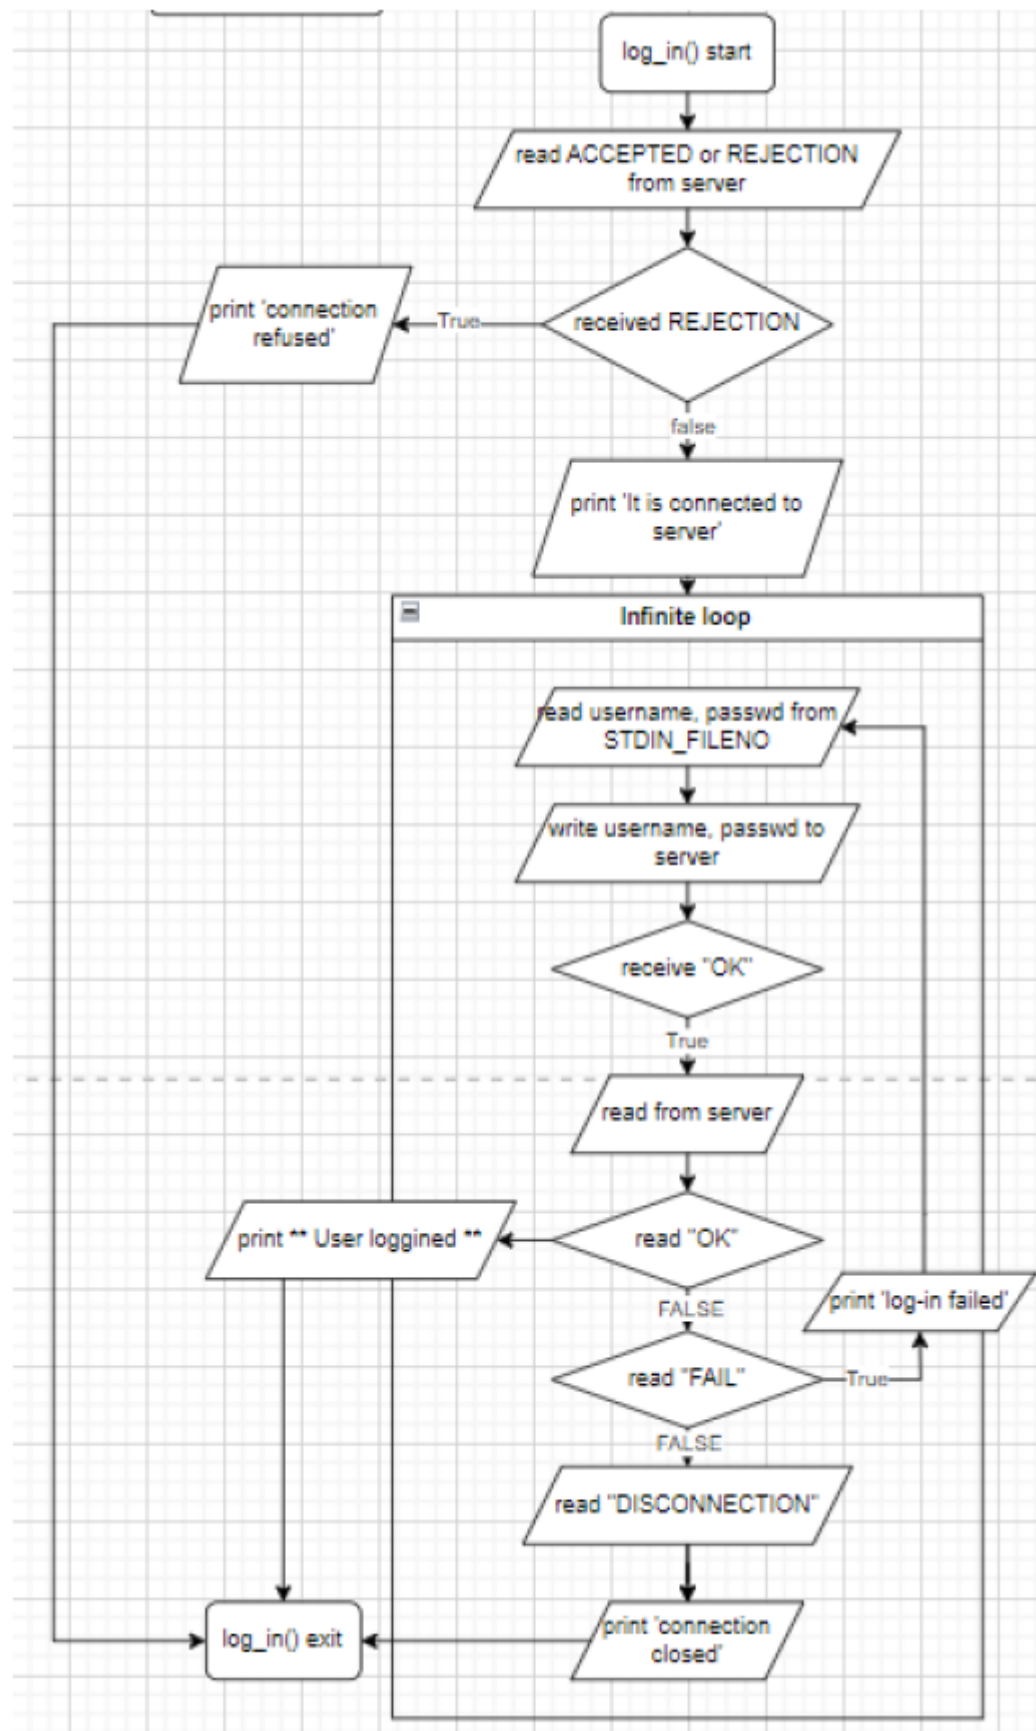 log_in() start
read ACCEPTED or REJECTION
from server
received REJECTION
True
print 'connection
refused'
false
print 'It is connected to
server'
Infinite loop
read username, passwd from
STDIN_FILENO
write username, passwd to
server
receive "OK"
True
read from server
read "OK"
print ** User loggined **
FALSE
print 'log-in failed'
read "FAIL"
True
FALSE
read "DISCONNECTION"
print 'connection
closed'
log_in() exit